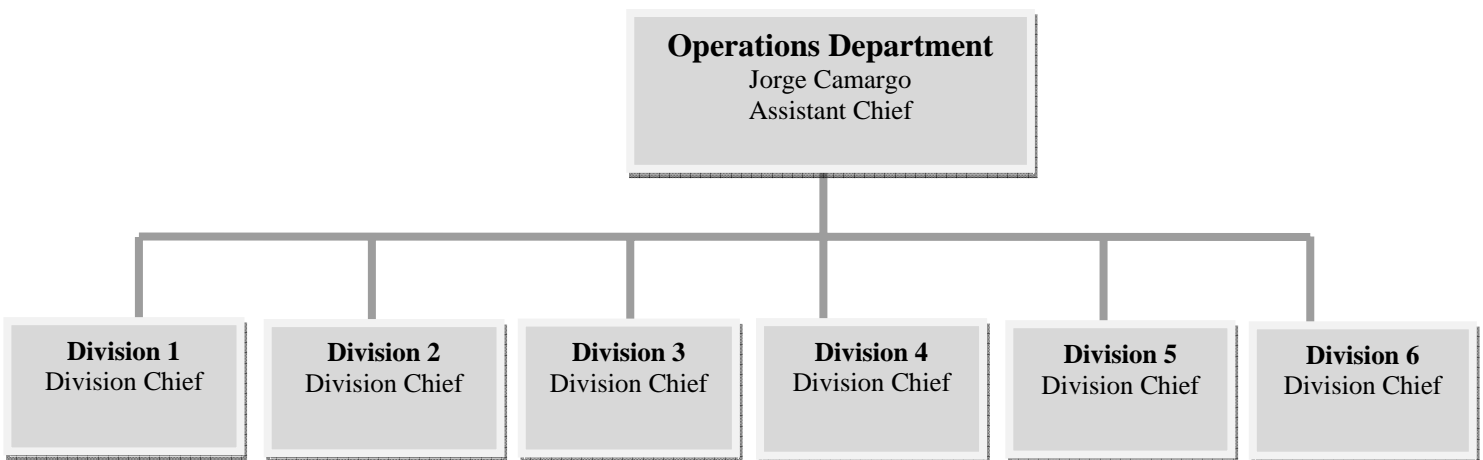 Operations Department
Jorge Camargo
Assistant Chief
Division 1
Division Chief
Division 2
Division Chief
Division 3
Division Chief
Division 4
Division Chief
Division 5
Division Chief
Division 6
Division Chief